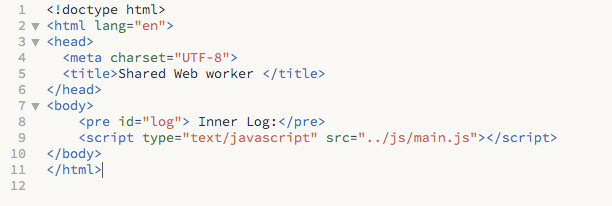 1 <!doctype html>
2 <html lang="en">
3 <head>
4 <meta charset="UTF-8">
5 <title>Shared Web worker </title>
6 </head>
7 <body>
8 <pre id="log"> Inner Log:</pre>
9 <script type="text/javascript" src="../js/main.js"></script>
10 </body>
11 </html>
12